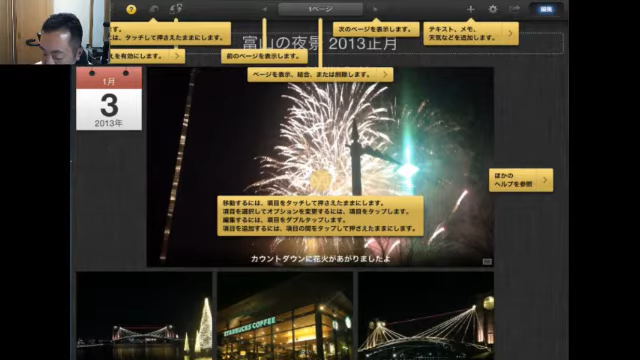 1ページ
編集
す。
は、タッチして押さえたままにします。
次のページを表示します。
テキスト、メモ、
天気などを追加します。
富山の夜景 2013正月
えを有効にします。
前のページを表示します。
ページを表示、結合、または削除します。
1月
3
2013年
ほかの
ヘルプを参照
移動するには、項目をタッチして押さえたままにします。
項目を選択してオプションを変更するには、項目をタップします。
編集するには、項目をダブルタップします。
項目を追加するには、項目の間をタップして押さえたままにします。
カウントダウンに花火があがりましたよ
STARBUCKS COFFEE